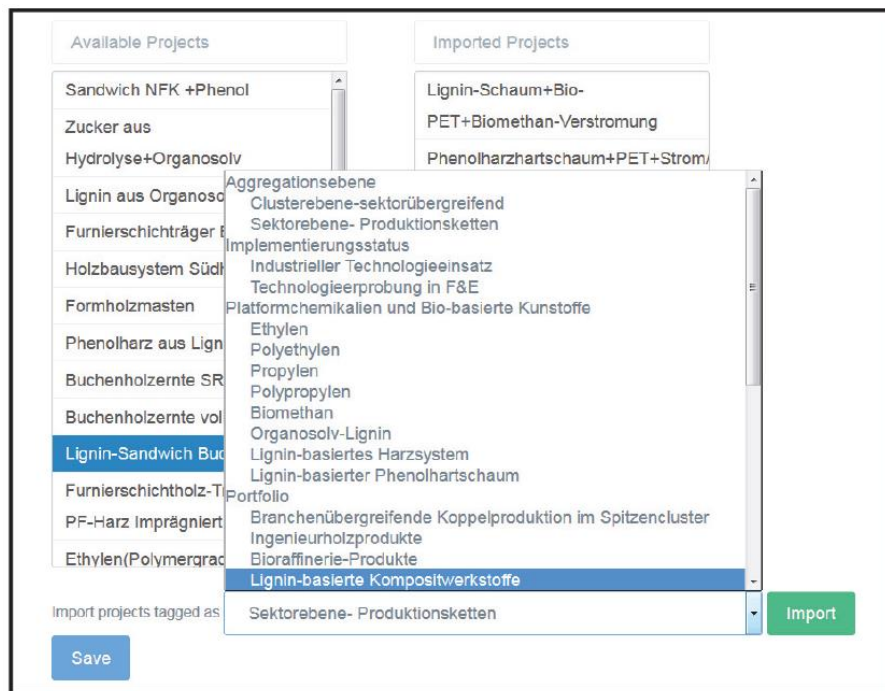 Available Projects
Imported Projects
Sandwich NFK +Phenol
Zucker aus
Hydrolyse+Organosolv
Lignin aus Organoso
Furnierschichtträger
Holzbausystem Süd
Formholzmasten
Phenolharz aus Lign
Buchenholzernte SR
Buchenholzernte vol
Lignin-Sandwich Buc
Furnierschichtholz-T
PF-Harz Imprägniert
Ethylen(Polymergrad
Lignin-Schaum+Bio-
PET+Biomethan-Verstromung
Phenolharzhartschaum+PET+Strom/
Aggregationsebene
Clusterebene-sektorübergreifend
Sektorebene- Produktionsketten
Implementierungsstatus
Industrieller Technologieeinsatz
Technologieerprobung in F&E
Platformchemikalien und Bio-basierte Kunstoffe
Ethylen
Polyethylen
Propylen
Polypropylen
Biomethan
Organosolv-Lignin
Lignin-basiertes Harzsystem
Lignin-basierter Phenolhartschaum
Portfolio
Branchenübergreifende Koppelproduktion im Spitzencluster
Ingenieurholzprodukte
Bioraffinerie-Produkte
Lignin-basierte Kompositwerkstoffe
Import projects tagged as
Sektorebene- Produktionsketten
Import
Save